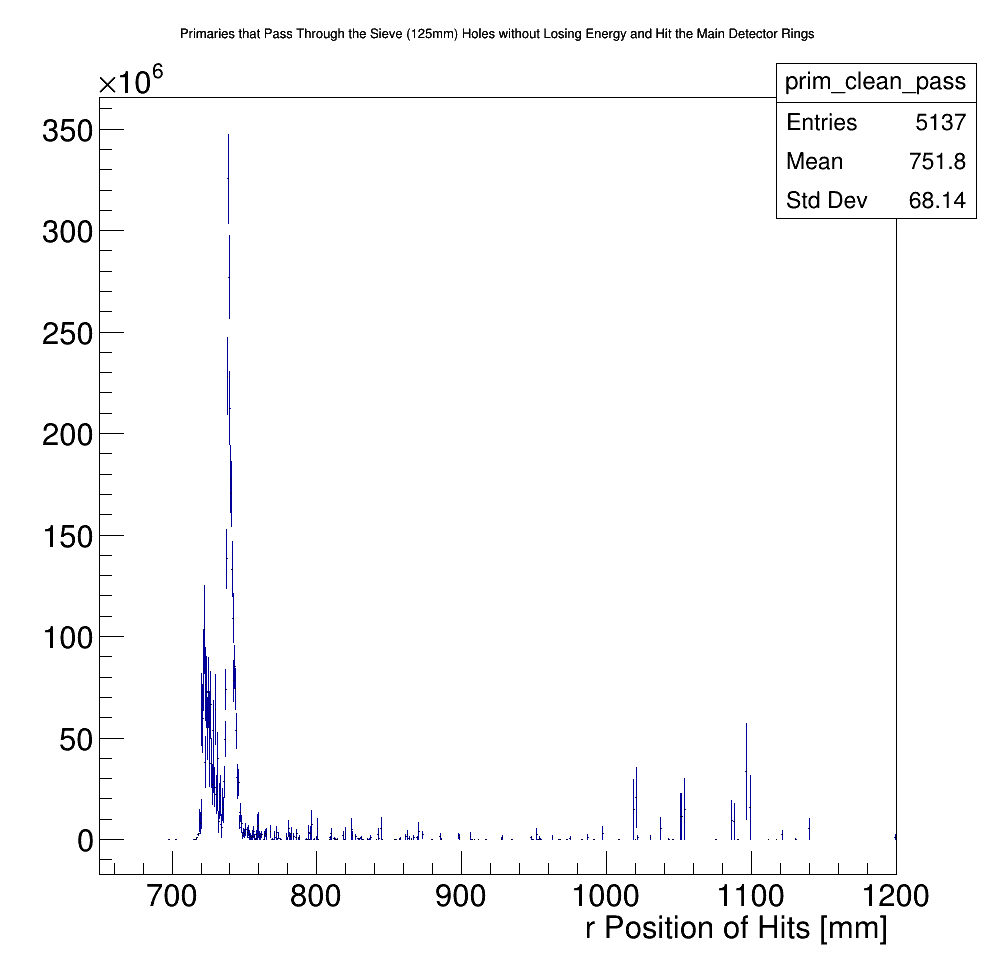 Primaries that Pass Through the Sieve (125mm) Holes without Losing Energy and Hit the Main Detector Rings
×10⁶
prim_clean_pass
Entries 5137
Mean 751.8
Std Dev 68.14
350
300
250
200
150
100
50
0
700 800 900 1000 1100 1200
r Position of Hits [mm]